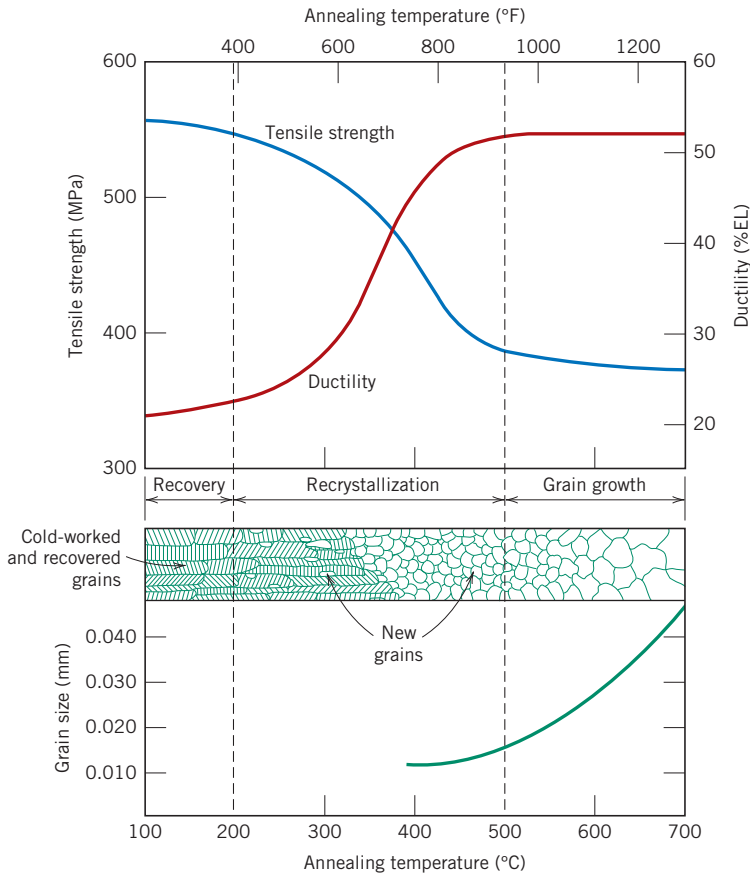 Annealing temperature (°F)
400 600 800 1000 1200
600 60
Tensile strength
50
500
Tensile strength (MPa)
40
Ductility (%EL)
400
30
Ductility
20
300
Recovery Recrystallization Grain growth
Cold-worked
and recovered
grains
New
grains
0.040
0.030
Grain size (mm)
0.020
0.010
100 200 300 400 500 600 700
Annealing temperature (°C)